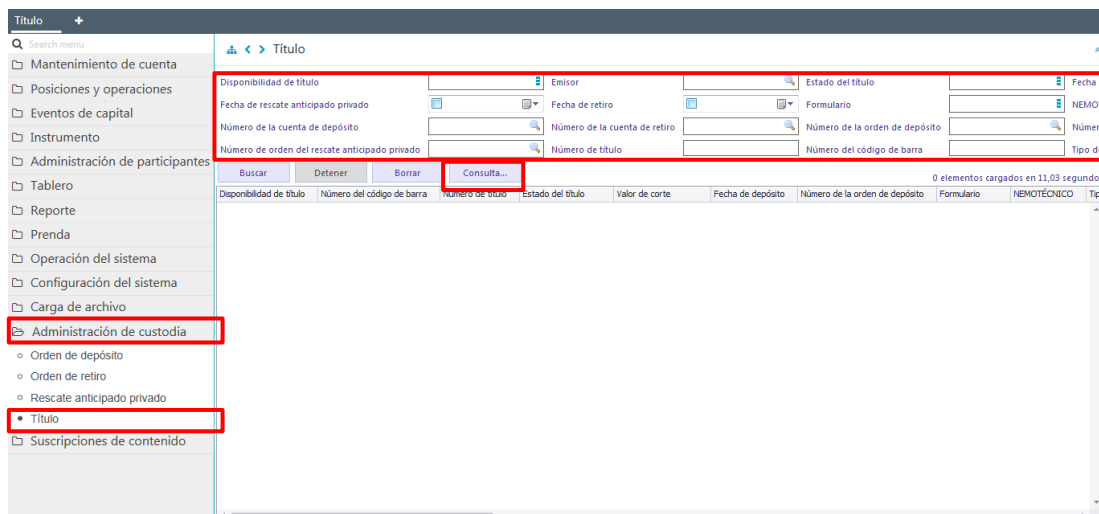 Título +
Search menu
Mantenimiento de cuenta
Posiciones y operaciones
Eventos de capital
Instrumento
Administración de participantes
Tablero
Reporte
Prenda
Operación del sistema
Configuración del sistema
Carga de archivo
Administración de custodia
Orden de depósito
Orden de retiro
Rescate anticipado privado
Título
Suscripciones de contenido
Título
Disponibilidad de título Emisor Estado del título Fecha
Fecha de rescate anticipado privado Fecha de retiro Formulario NEMO
Número de la cuenta de depósito Número de la cuenta de retiro Número de la orden de depósito Númer
Número de orden del rescate anticipado privado Número de título Número del código de barra Tipo d
Buscar Detener Borrar Consulta...
0 elementos cargados en 11,03 segundo
Disponibilidad de título Número del código de barra Número de título Estado del título Valor de corte Fecha de depósito Número de la orden de depósito Formulario NEMOTÉCNICO Tip